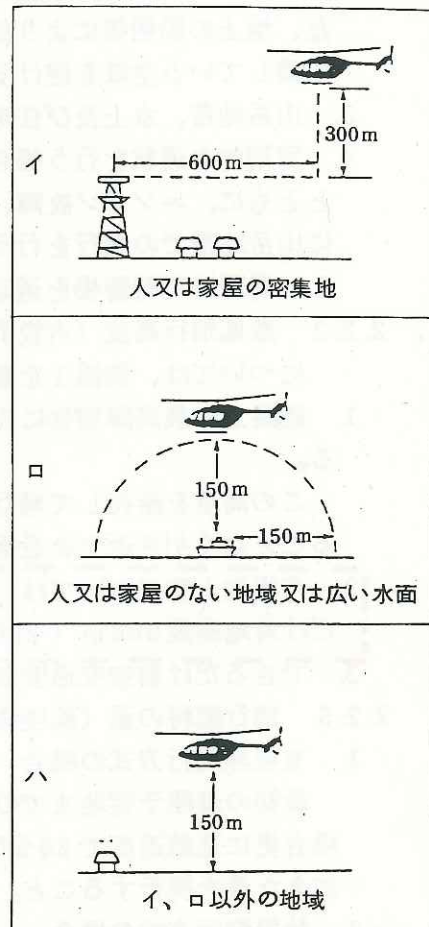 イ
300m
600m
人又は家屋の密集地
ロ
150m
150m
人又は家屋のない地域又は広い水面
ハ
150m
イ、ロ以外の地域